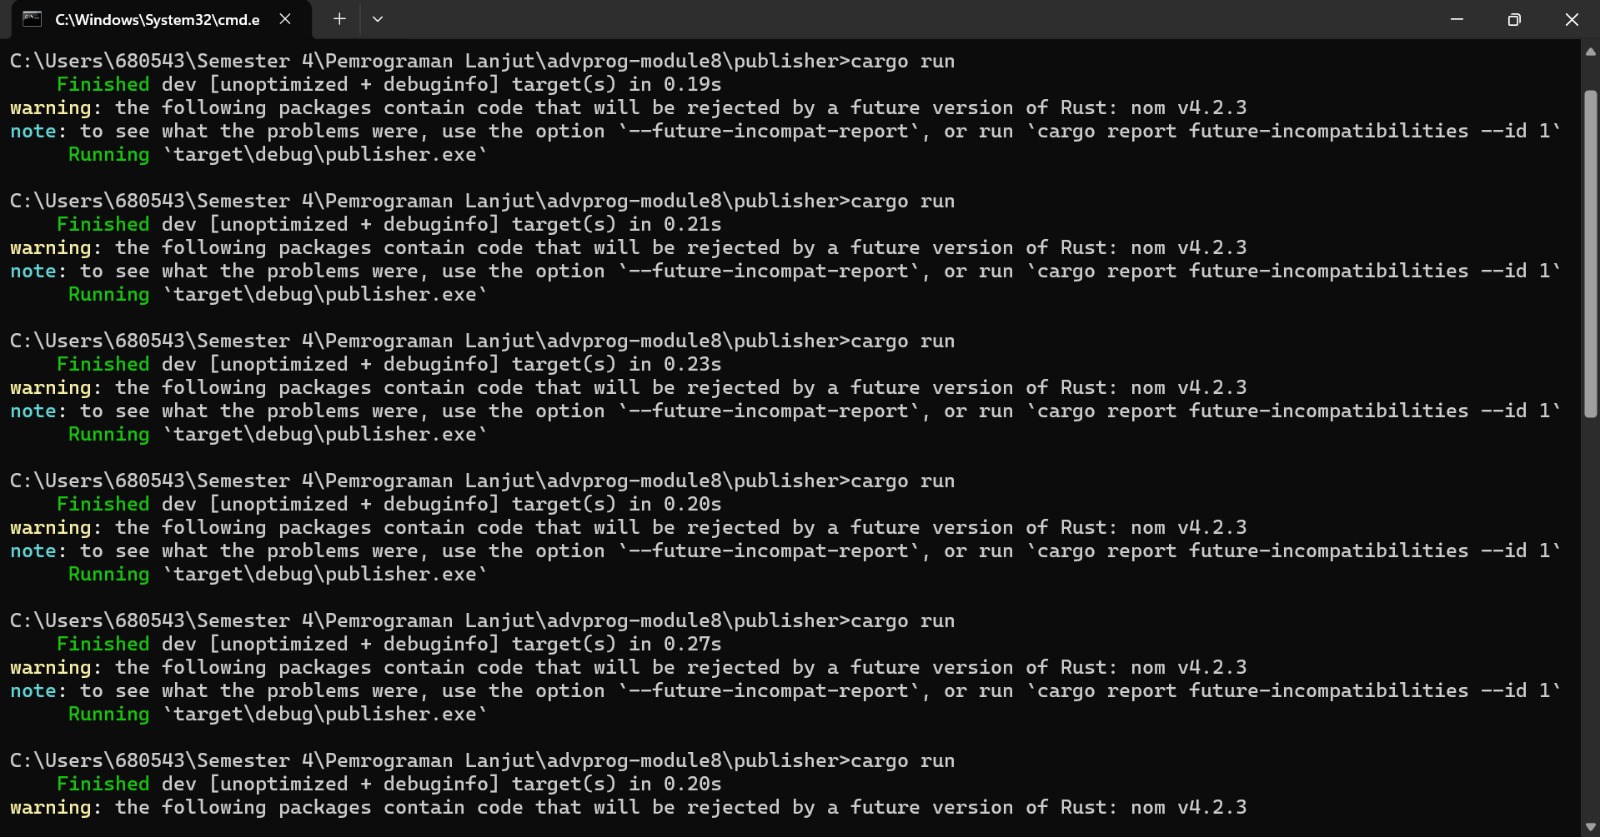 C:\Windows\System32\cmd.e
C:\Users\680543\Semester 4\Pemrograman Lanjut\advprog-module8\publisher>cargo run
    Finished dev [unoptimized + debuginfo] target(s) in 0.19s
warning: the following packages contain code that will be rejected by a future version of Rust: nom v4.2.3
note: to see what the problems were, use the option `--future-incompat-report`, or run `cargo report future-incompatibilities --id 1`
     Running `target\debug\publisher.exe`
C:\Users\680543\Semester 4\Pemrograman Lanjut\advprog-module8\publisher>cargo run
    Finished dev [unoptimized + debuginfo] target(s) in 0.21s
warning: the following packages contain code that will be rejected by a future version of Rust: nom v4.2.3
note: to see what the problems were, use the option `--future-incompat-report`, or run `cargo report future-incompatibilities --id 1`
     Running `target\debug\publisher.exe`
C:\Users\680543\Semester 4\Pemrograman Lanjut\advprog-module8\publisher>cargo run
    Finished dev [unoptimized + debuginfo] target(s) in 0.23s
warning: the following packages contain code that will be rejected by a future version of Rust: nom v4.2.3
note: to see what the problems were, use the option `--future-incompat-report`, or run `cargo report future-incompatibilities --id 1`
     Running `target\debug\publisher.exe`
C:\Users\680543\Semester 4\Pemrograman Lanjut\advprog-module8\publisher>cargo run
    Finished dev [unoptimized + debuginfo] target(s) in 0.20s
warning: the following packages contain code that will be rejected by a future version of Rust: nom v4.2.3
note: to see what the problems were, use the option `--future-incompat-report`, or run `cargo report future-incompatibilities --id 1`
     Running `target\debug\publisher.exe`
C:\Users\680543\Semester 4\Pemrograman Lanjut\advprog-module8\publisher>cargo run
    Finished dev [unoptimized + debuginfo] target(s) in 0.27s
warning: the following packages contain code that will be rejected by a future version of Rust: nom v4.2.3
note: to see what the problems were, use the option `--future-incompat-report`, or run `cargo report future-incompatibilities --id 1`
     Running `target\debug\publisher.exe`
C:\Users\680543\Semester 4\Pemrograman Lanjut\advprog-module8\publisher>cargo run
    Finished dev [unoptimized + debuginfo] target(s) in 0.20s
warning: the following packages contain code that will be rejected by a future version of Rust: nom v4.2.3